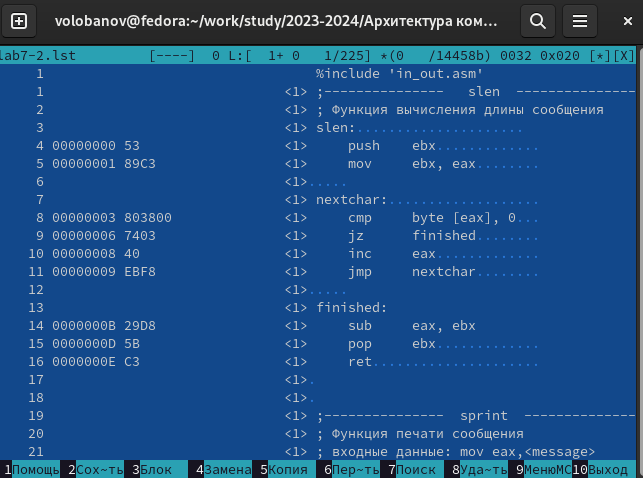 volobanov@fedora:~/work/study/2023-2024/Архитектура ком...
lab7-2.lst [----] 0 L:[ 1+ 0 1/225] *(0 /14458b) 0032 0x020 [*][X]
1 %include 'in_out.asm'
1 <1> ;--------------- slen ---------------
2 <1> ; Функция вычисления длины сообщения
3 <1> slen:.....................
4 00000000 53 <1> push ebx.............
5 00000001 89C3 <1> mov ebx, eax........
6 <1>.....
7 <1> nextchar:...................
8 00000003 803800 <1> cmp byte [eax], 0...
9 00000006 7403 <1> jz finished........
10 00000008 40 <1> inc eax.............
11 00000009 EBF8 <1> jmp nextchar........
12 <1>.....
13 <1> finished:
14 0000000B 29D8 <1> sub eax, ebx
15 0000000D 5B <1> pop ebx.............
16 0000000E C3 <1> ret.....................
17 <1>.
18 <1>.
19 <1> ;--------------- sprint --------------
20 <1> ; Функция печати сообщения
21 <1> ; входные данные: mov eax,<message>
1Помощь 2Сох~ть 3Блок 4Замена 5Копия 6Пер~ть 7Поиск 8Уда~ть 9МенюMC 10Выход